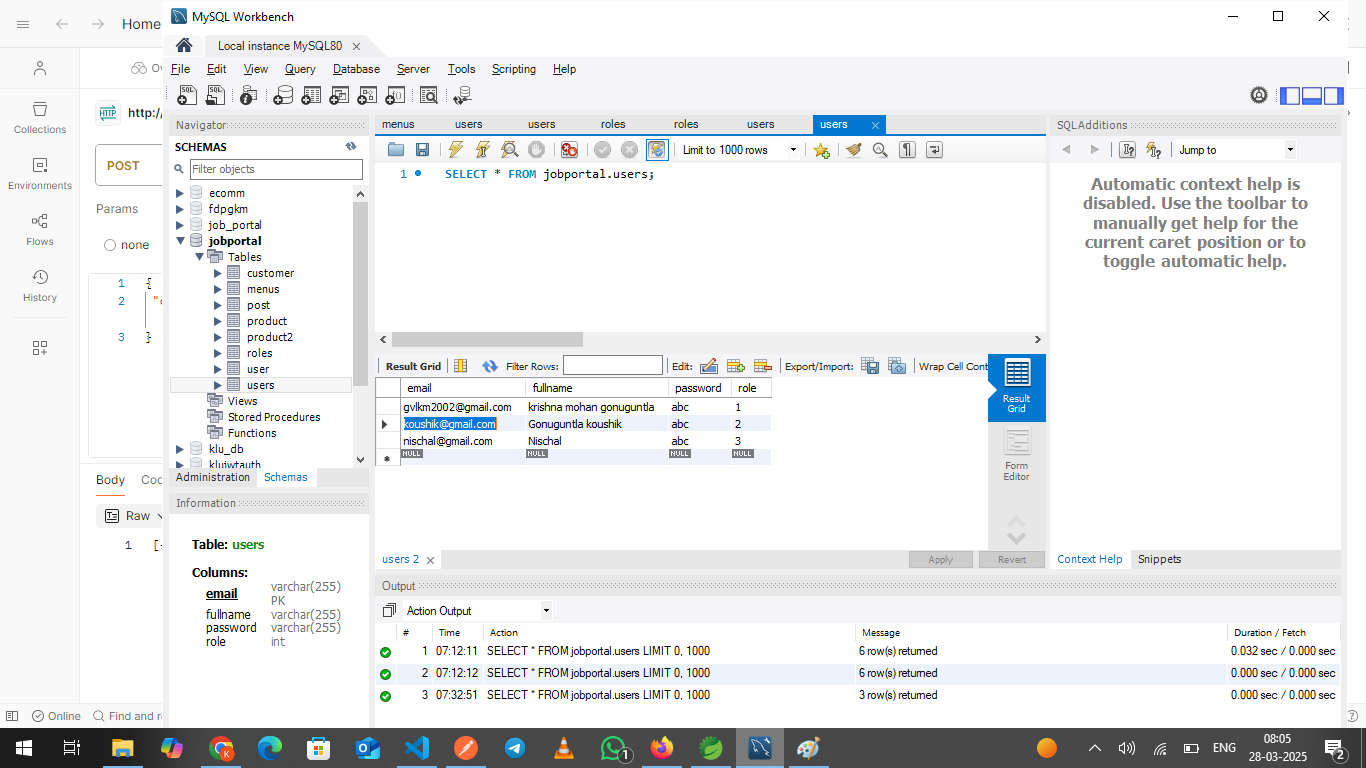 MySQL Workbench
Home
Local instance MySQL80
File Edit View Query Database Server Tools Scripting Help
Collections
Environments
Flows
History
http:/
POST
Params
none
1 {
2
3 }
Body
Raw
1 [
Online Find and r
Navigator
SCHEMAS
Filter objects
ecomm
fdpgkm
job_portal
jobportal
Tables
customer
menus
post
product
product2
roles
user
users
Views
Stored Procedures
Functions
klu_db
klujwtauth
Administration Schemas
Information
Table: users
Columns:
email varchar(255) PK
fullname varchar(255)
password varchar(255)
role int
menus users users roles roles users users
Limit to 1000 rows
1 SELECT * FROM jobportal.users;
Result Grid Filter Rows: Edit: Export/Import: Wrap Cell Cont
email fullname password role
gvlkm2002@gmail.com krishna mohan gonuguntla abc 1
koushik@gmail.com Gonuguntla koushik abc 2
nischal@gmail.com Nischal abc 3
NULL NULL NULL NULL
Result Grid
Form Editor
users 2
Apply Revert
SQLAdditions
Jump to
Automatic context help is
disabled. Use the toolbar to
manually get help for the
current caret position or to
toggle automatic help.
Context Help Snippets
Output
Action Output
# Time Action Message Duration / Fetch
1 07:12:11 SELECT * FROM jobportal.users LIMIT 0, 1000 6 row(s) returned 0.032 sec / 0.000 sec
2 07:12:12 SELECT * FROM jobportal.users LIMIT 0, 1000 6 row(s) returned 0.000 sec / 0.000 sec
3 07:32:51 SELECT * FROM jobportal.users LIMIT 0, 1000 3 row(s) returned 0.000 sec / 0.000 sec
ENG
08:05
28-03-2025